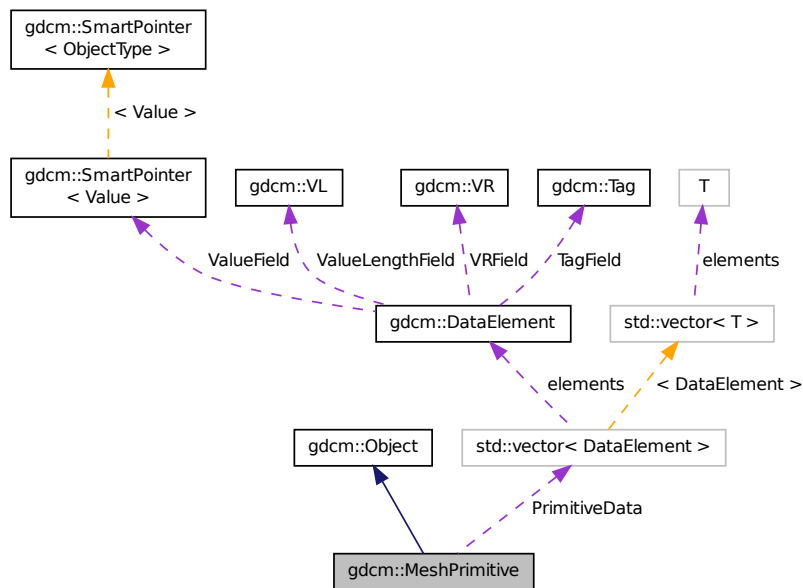 gdcm::SmartPointer
< ObjectType >
< Value >
gdcm::SmartPointer
< Value >
gdcm::VL
gdcm::VR
gdcm::Tag
T
ValueField
ValueLengthField
VRField
TagField
elements
gdcm::DataElement
std::vector< T >
elements
< DataElement >
gdcm::Object
std::vector< DataElement >
PrimitiveData
gdcm::MeshPrimitive